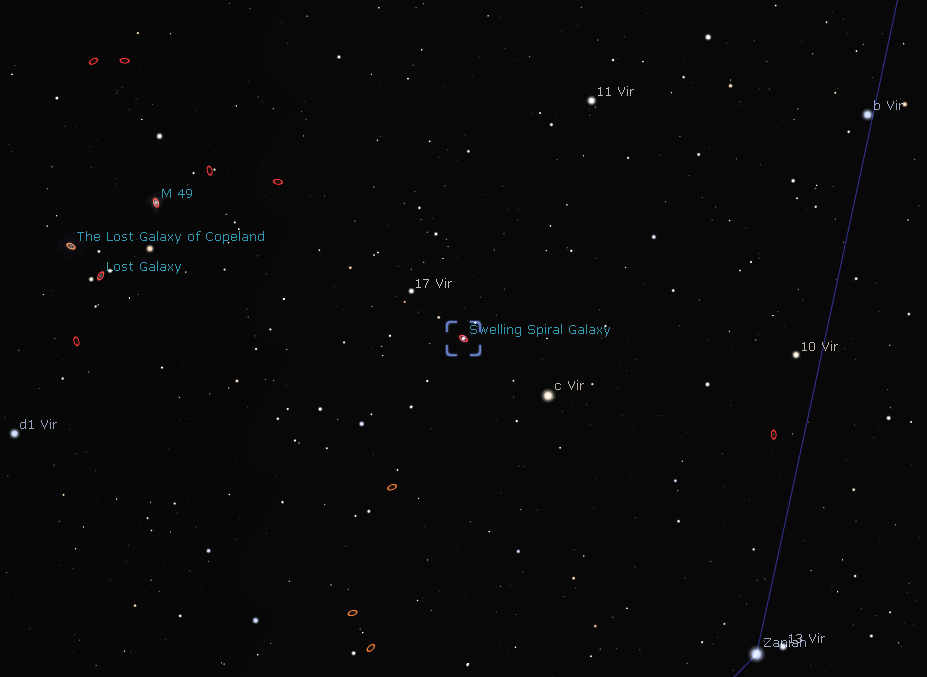 11 Vir
b Vir
M 49
The Lost Galaxy of Copeland
Lost Galaxy
17 Vir
Swelling Spiral Galaxy
10 Vir
c Vir
d1 Vir
13 Vir
Zaniah